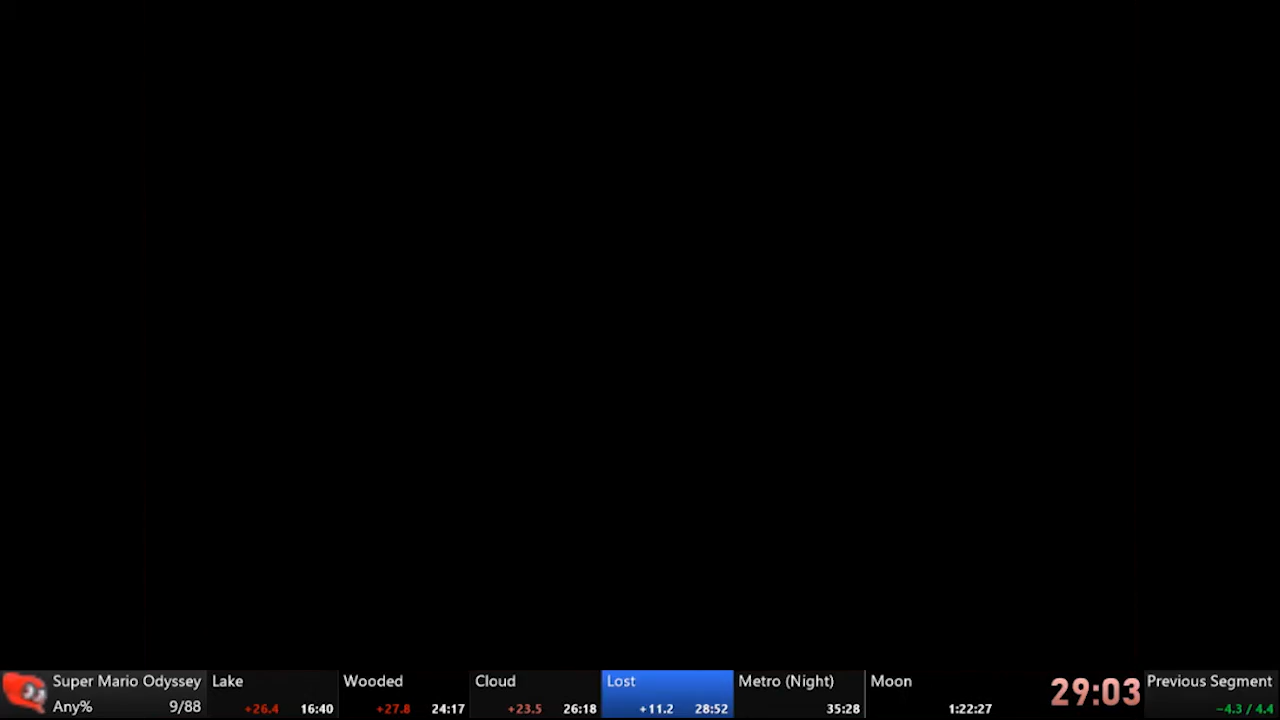 Super Mario Odyssey
Any% 9/88
Lake
+26.4 16:40
Wooded
+27.8 24:17
Cloud
+23.5 26:18
Lost
+11.2 28:52
Metro (Night)
35:28
Moon
1:22:27
29:03
Previous Segment
-4.3 / 4.4